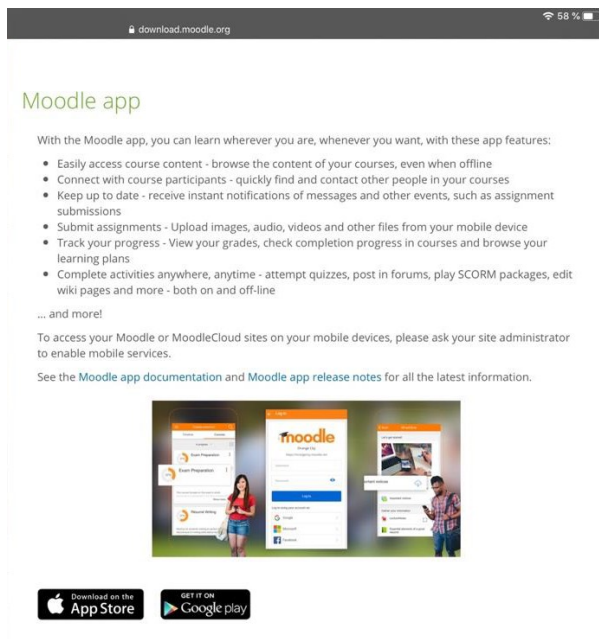 58 %
download.moodle.org
Moodle app
With the Moodle app, you can learn wherever you are, whenever you want, with these app features:
Easily access course content - browse the content of your courses, even when offline
Connect with course participants - quickly find and contact other people in your courses
Keep up to date - receive instant notifications of messages and other events, such as assignment
submissions
Submit assignments - Upload images, audio, videos and other files from your mobile device
Track your progress - View your grades, check completion progress in courses and browse your
learning plans
Complete activities anywhere, anytime - attempt quizzes, post in forums, play SCORM packages, edit
wiki pages and more - both on and off-line
... and more!
To access your Moodle or MoodleCloud sites on your mobile devices, please ask your site administrator
to enable mobile services.
See the Moodle app documentation and Moodle app release notes for all the latest information.
Exam Preparation
Exam Preparation
moodle
Log in
Google
Microsoft
Facebook
Download on the
App Store
GET IT ON
Google play